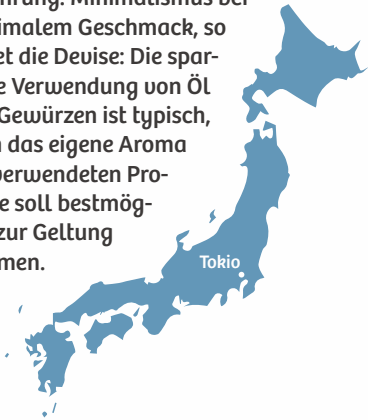 hrung. Minimalismus bei
imalem Geschmack, so
et die Devise: Die spar-
e Verwendung von Öl
Gewürzen ist typisch,
n das eigene Aroma
verwendeten Pro-
e soll bestmög-
zur Geltung
men.
Tokio